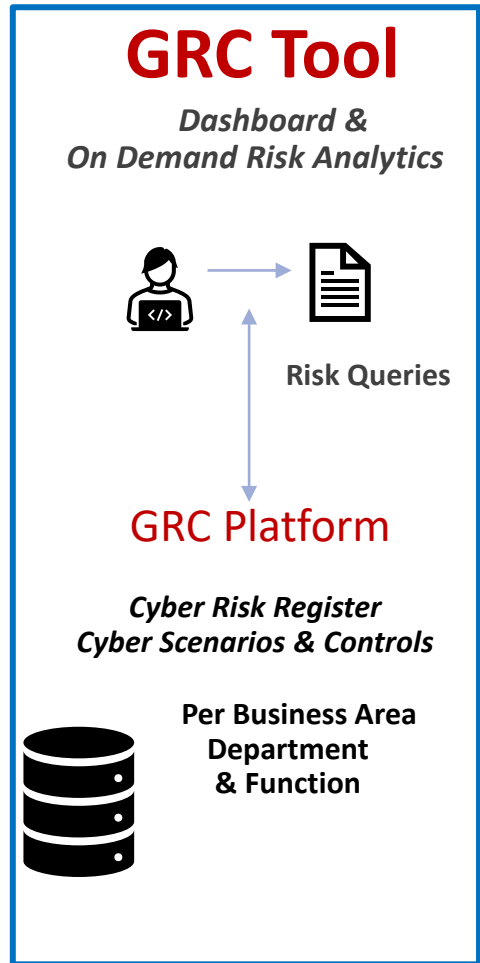 GRC Tool
Dashboard &
On Demand Risk Analytics
</>
Risk Queries
GRC Platform
Cyber Risk Register
Cyber Scenarios & Controls
Per Business Area
Department
& Function